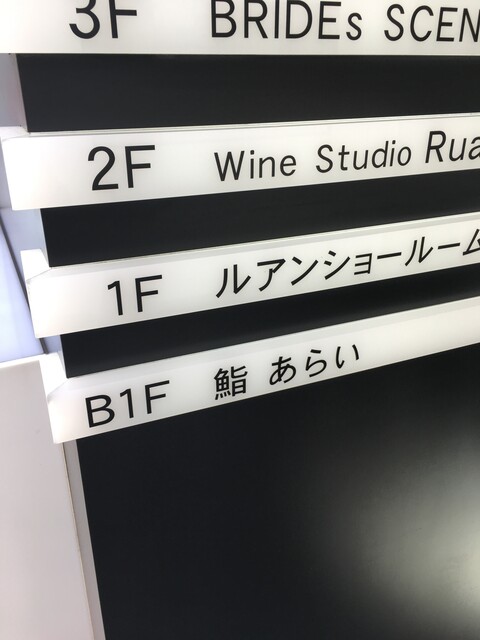 3F BRIDEs SCEN
2F Wine Studio Rua
1F ルアンショールーム
B1F 鮨 あらい